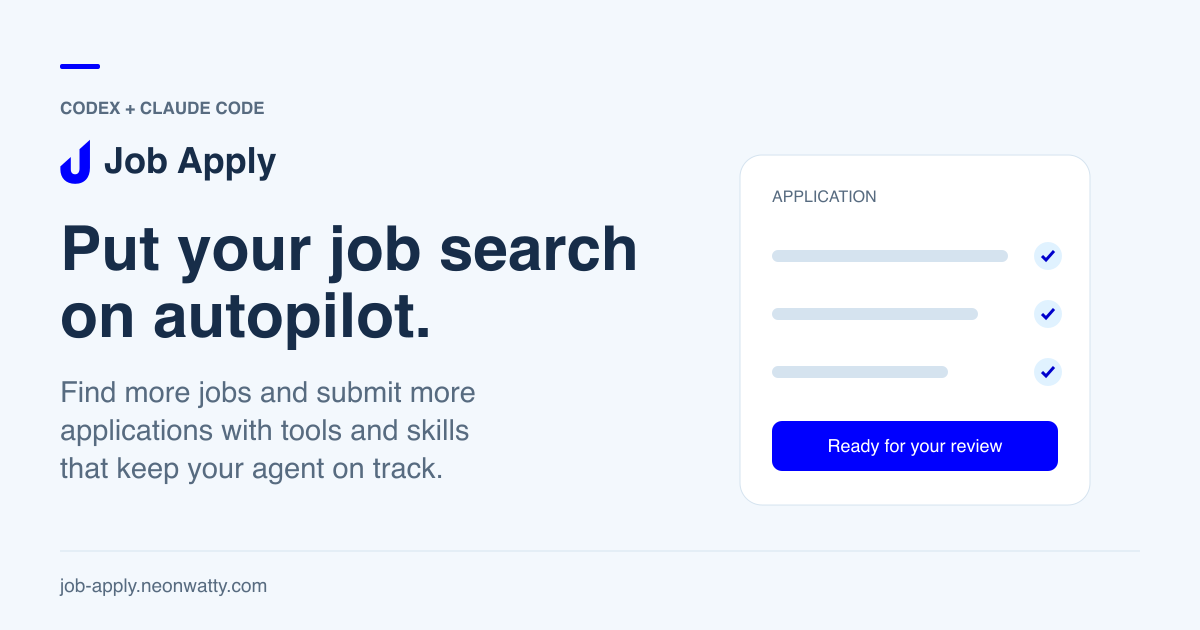 CODEX + CLAUDE CODE
Job Apply
Put your job search
on autopilot.
Find more jobs and submit more
applications with tools and skills
that keep your agent on track.
APPLICATION
Ready for your review
job-apply.neonwatty.com